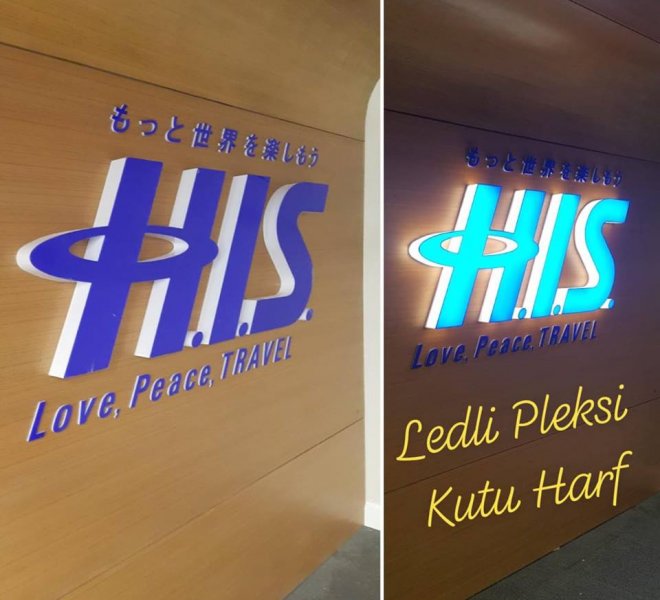 もっと世界を楽しもう
H.I.S.
Love, Peace, TRAVEL
もっと世界を楽しもう
H.I.S.
Love, Peace, TRAVEL
Ledli Pleksi
Kutu Harf